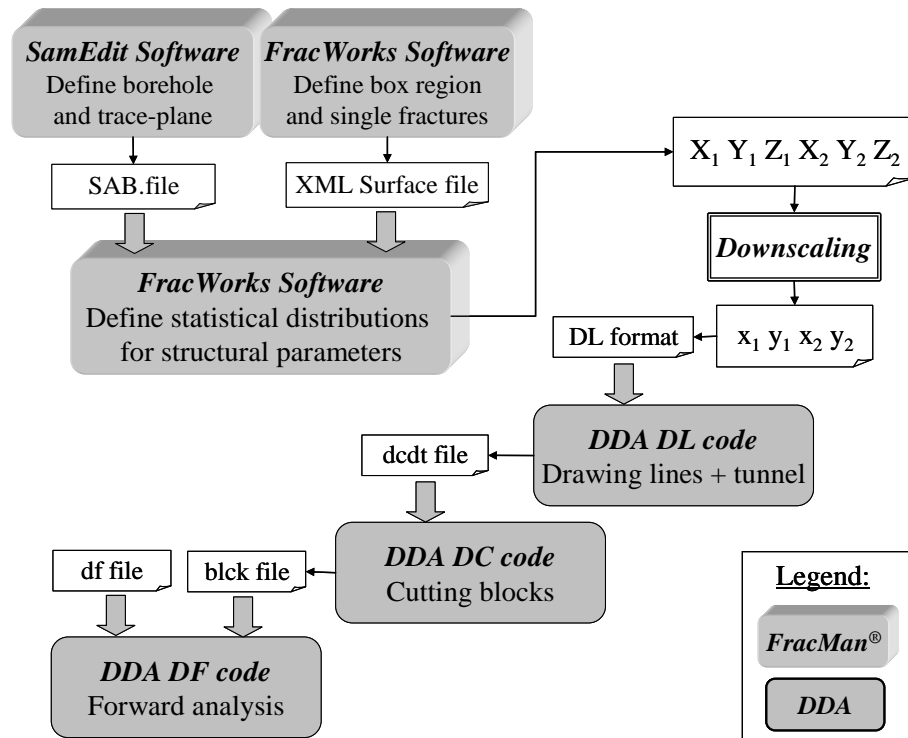 SamEdit Software
Define borehole
and trace-plane
FracWorks Software
Define box region
and single fractures
SAB.file
XML Surface file
X₁ Y₁ Z₁ X₂ Y₂ Z₂
Downscaling
FracWorks Software
Define statistical distributions
for structural parameters
x₁ y₁ x₂ y₂
DL format
DDA DL code
Drawing lines + tunnel
dcdt file
DDA DC code
Cutting blocks
df file
blck file
DDA DF code
Forward analysis
Legend:
FracMan®
DDA